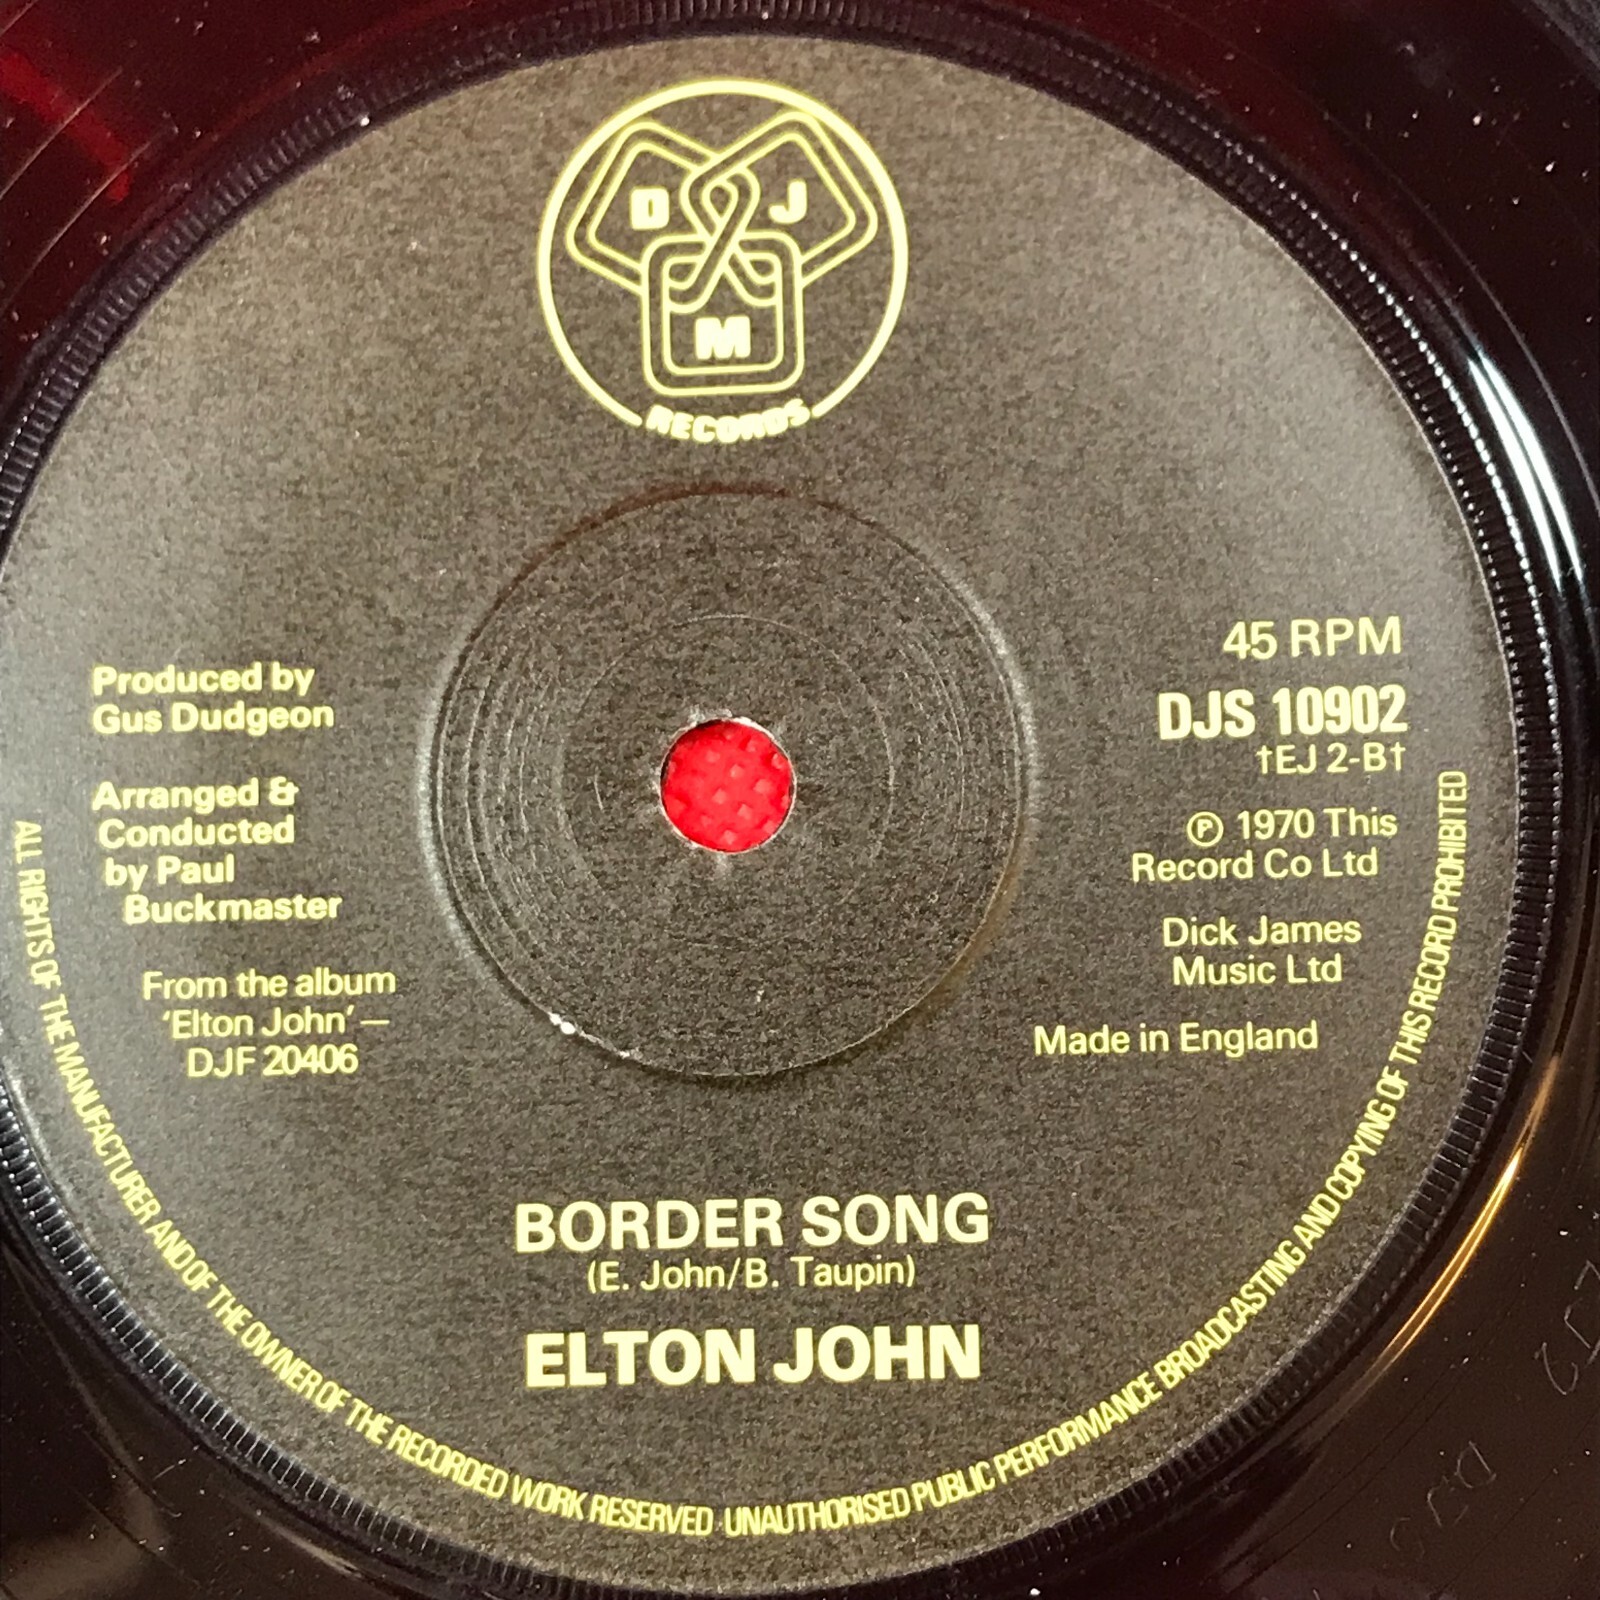 D J
M
RECORDS
45 RPM
DJS 10902
†EJ 2-B†
℗ 1970 This
Record Co Ltd
Dick James
Music Ltd
Made in England
Produced by
Gus Dudgeon
Arranged &
Conducted
by Paul
Buckmaster
From the album
'Elton John' —
DJF 20406
BORDER SONG
(E. John/B. Taupin)
ELTON JOHN
ALL RIGHTS OF THE MANUFACTURER AND OF THE OWNER OF THE RECORDED WORK RESERVED UNAUTHORISED PUBLIC PERFORMANCE BROADCASTING AND COPYING OF THIS RECORD PROHIBITED